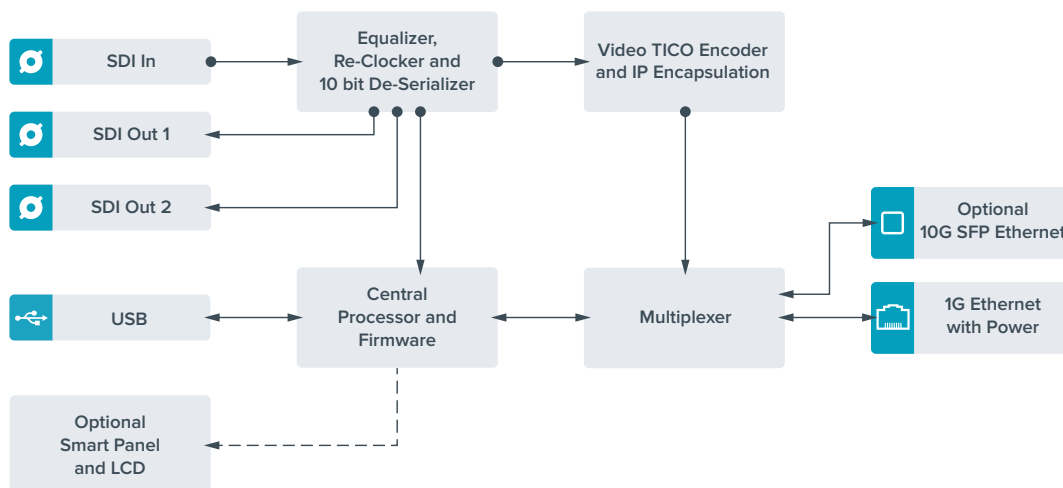 SDI In
Equalizer,
Re-Clocker and
10 bit De-Serializer
Video TICO Encoder
and IP Encapsulation
SDI Out 1
SDI Out 2
Optional
10G SFP Ethernet
USB
Central
Processor and
Firmware
Multiplexer
1G Ethernet
with Power
Optional
Smart Panel
and LCD